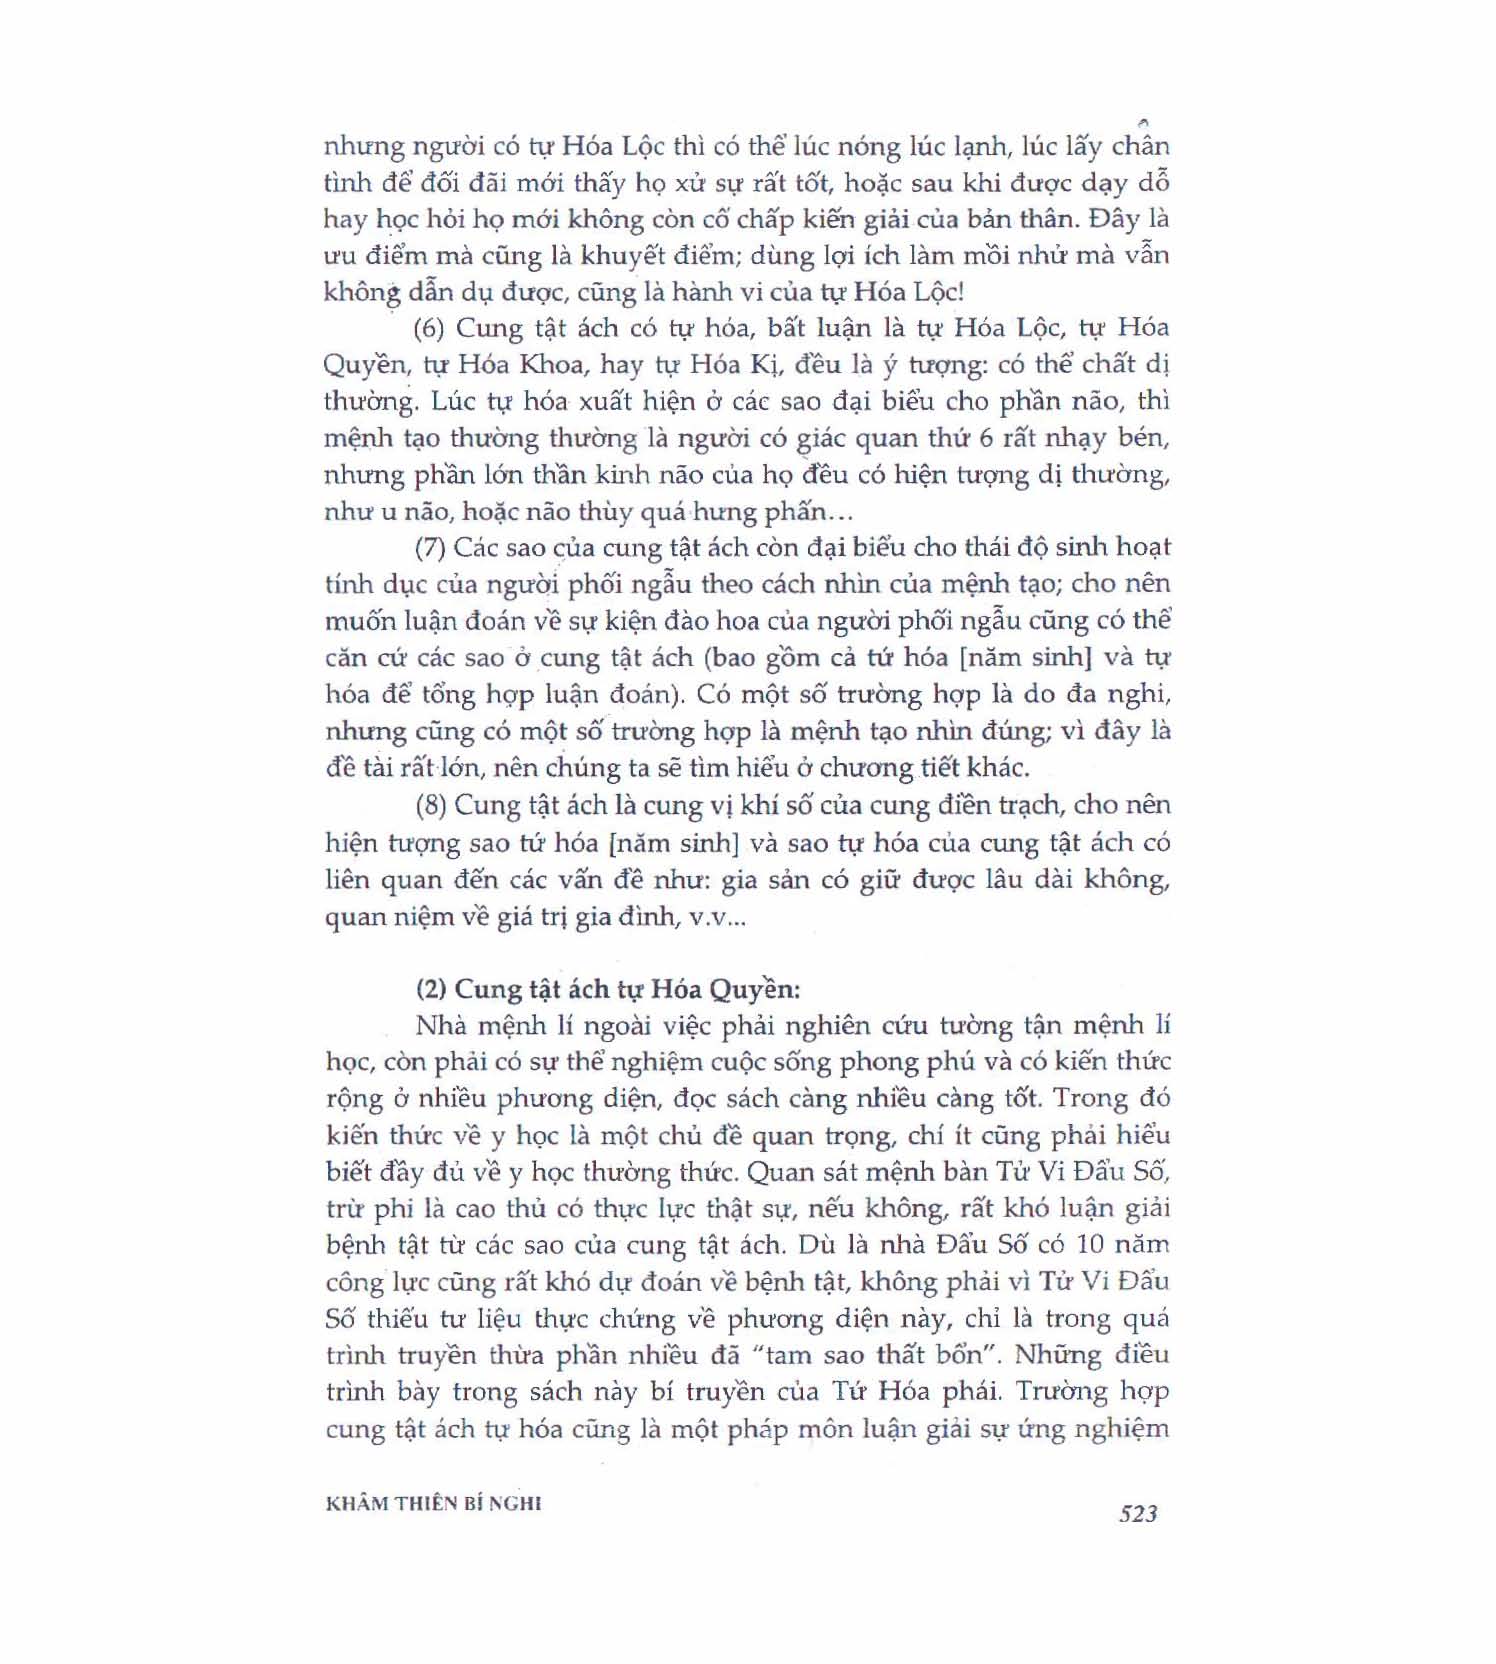 nhưng người có tự Hóa Lộc thì có thể lúc nóng lúc lạnh, lúc lấy chân
tình để đối đãi mới thấy họ xử sự rất tốt, hoặc sau khi được dạy dỗ
hay học hỏi họ mới không còn cố chấp kiến giải của bản thân. Đây là
ưu điểm mà cũng là khuyết điểm; dùng lợi ích làm mồi nhử mà vẫn
không dẫn dụ được, cũng là hành vi của tự Hóa Lộc!
(6) Cung tật ách có tự hóa, bất luận là tự Hóa Lộc, tự Hóa
Quyền, tự Hóa Khoa, hay tự Hóa Kị, đều là ý tượng: có thể chất dị
thường. Lúc tự hóa xuất hiện ở các sao đại biểu cho phần não, thì
mệnh tạo thường thường là người có giác quan thứ 6 rất nhạy bén,
nhưng phần lớn thần kinh não của họ đều có hiện tượng dị thường,
như u não, hoặc não thùy quá hưng phấn...
(7) Các sao của cung tật ách còn đại biểu cho thái độ sinh hoạt
tính dục của người phối ngẫu theo cách nhìn của mệnh tạo; cho nên
muốn luận đoán về sự kiện đào hoa của người phối ngẫu cũng có thể
căn cứ các sao ở cung tật ách (bao gồm cả tứ hóa [năm sinh] và tự
hóa để tổng hợp luận đoán). Có một số trường hợp là do đa nghi,
nhưng cũng có một số trường hợp là mệnh tạo nhìn đúng; vì đây là
đề tài rất lớn, nên chúng ta sẽ tìm hiểu ở chương tiết khác.
(8) Cung tật ách là cung vị khí số của cung điền trạch, cho nên
hiện tượng sao tứ hóa [năm sinh] và sao tự hóa của cung tật ách có
liên quan đến các vấn đề như: gia sản có giữ được lâu dài không,
quan niệm về giá trị gia đình, v.v...
(2) Cung tật ách tự Hóa Quyền:
Nhà mệnh lí ngoài việc phải nghiên cứu tường tận mệnh lí
học, còn phải có sự thể nghiệm cuộc sống phong phú và có kiến thức
rộng ở nhiều phương diện, đọc sách càng nhiều càng tốt. Trong đó
kiến thức về y học là một chủ đề quan trọng, chí ít cũng phải hiểu
biết đầy đủ về y học thường thức. Quan sát mệnh bàn Tử Vi Đẩu Số,
trừ phi là cao thủ có thực lực thật sự, nếu không, rất khó luận giải
bệnh tật từ các sao của cung tật ách. Dù là nhà Đẩu Số có 10 năm
công lực cũng rất khó dự đoán về bệnh tật, không phải vì Tử Vi Đẩu
Số thiếu tư liệu thực chứng về phương diện này, chỉ là trong quá
trình truyền thừa phần nhiều đã "tam sao thất bổn". Những điều
trình bày trong sách này bí truyền của Tứ Hóa phái. Trường hợp
cung tật ách tự hóa cũng là một pháp môn luận giải sự ứng nghiệm
KHÂM THIÊN BÍ NGHI
523